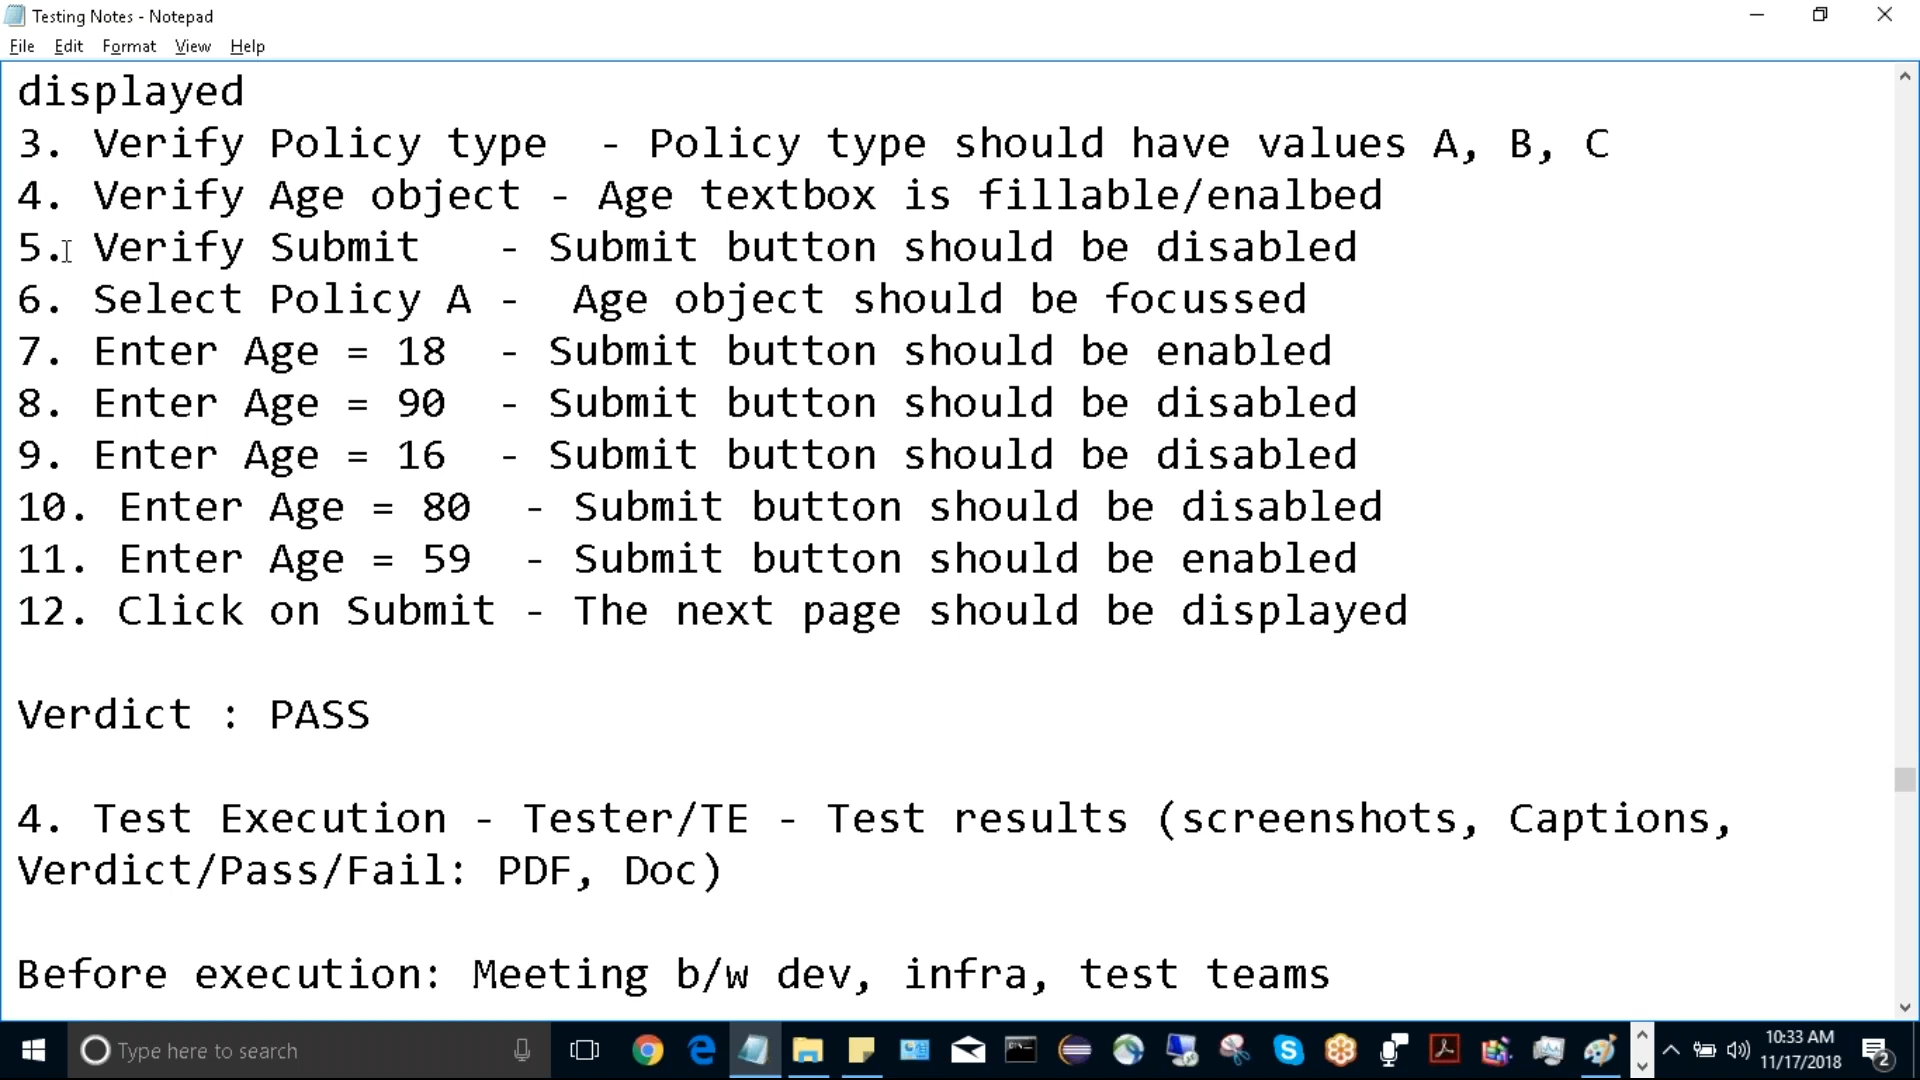 Testing Notes - Notepad
File Edit Format View Help
displayed
3. Verify Policy type  - Policy type should have values A, B, C
4. Verify Age object - Age textbox is fillable/enalbed
5. Verify Submit   - Submit button should be disabled
6. Select Policy A -  Age object should be focussed
7. Enter Age = 18  - Submit button should be enabled
8. Enter Age = 90  - Submit button should be disabled
9. Enter Age = 16  - Submit button should be disabled
10. Enter Age = 80  - Submit button should be disabled
11. Enter Age = 59  - Submit button should be enabled
12. Click on Submit - The next page should be displayed
Verdict : PASS
4. Test Execution - Tester/TE - Test results (screenshots, Captions,
Verdict/Pass/Fail: PDF, Doc)
Before execution: Meeting b/w dev, infra, test teams
Type here to search
10:33 AM
11/17/2018
2